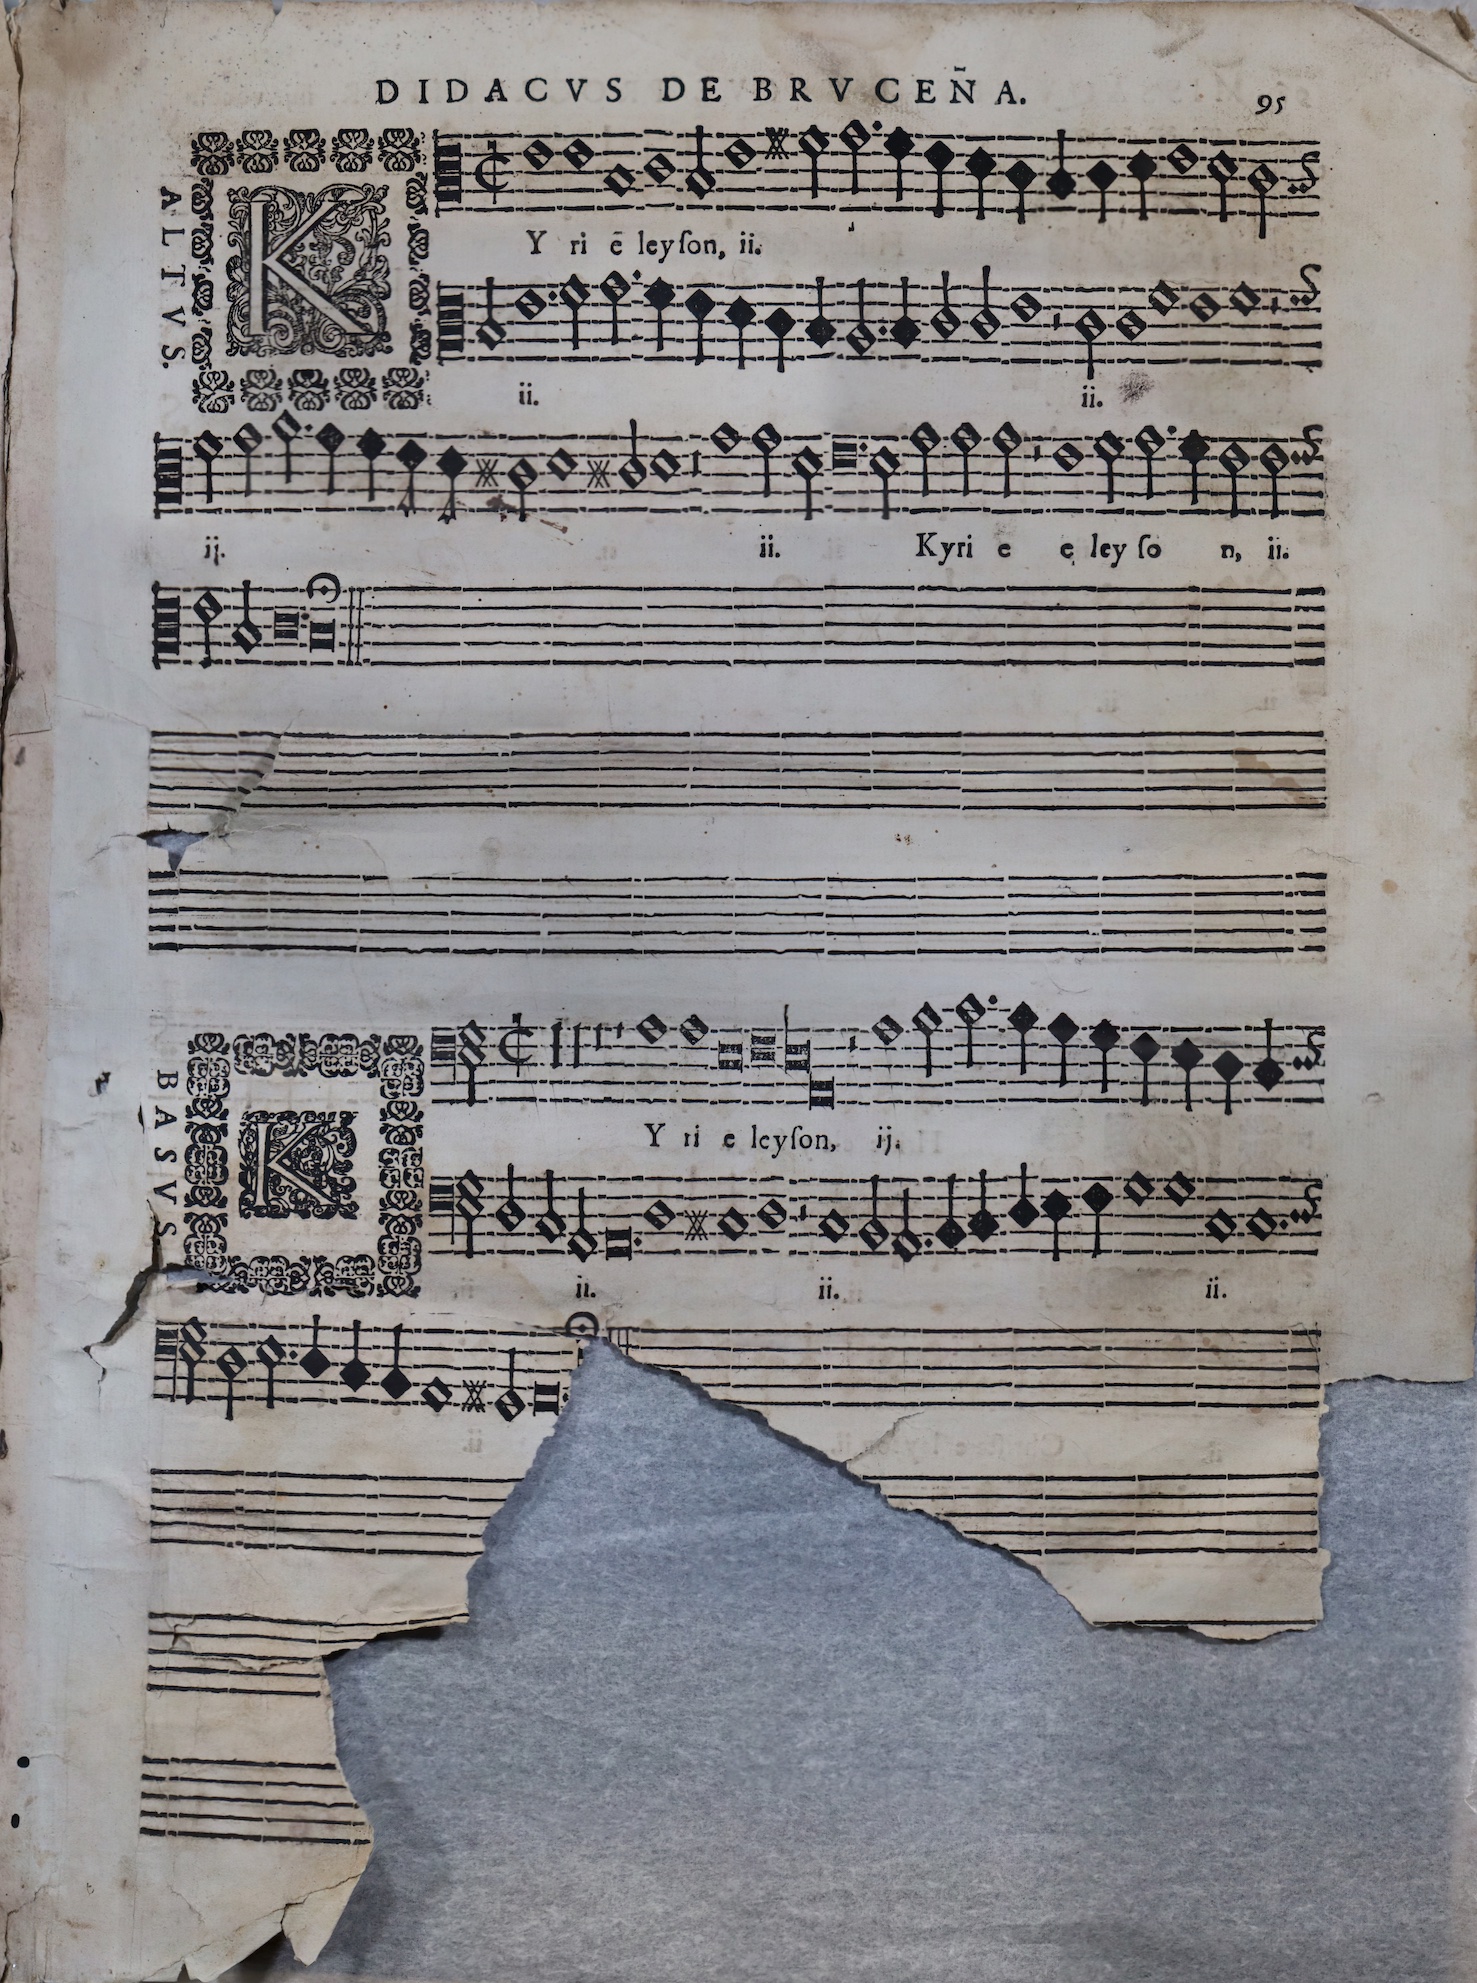 DIDACVS DE BRVCEÑA.
95
ALTVS.
K
Y ri ē leyſon, ii.
ii. ii.
ij. ii. Kyri e e ley ſo n, ii.
BASVS
K
Y ri e leyſon, ij.
ii. ii. ii.